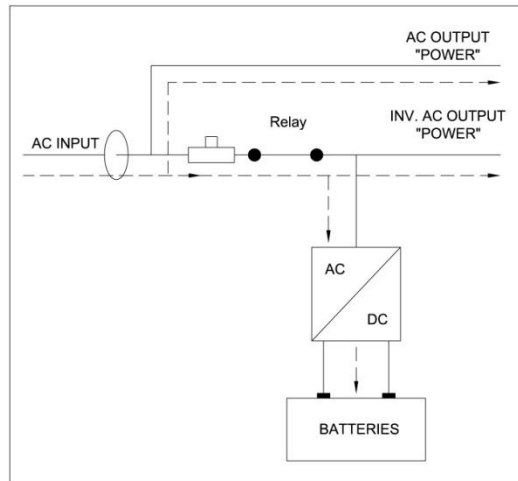 AC OUTPUT
"POWER"
Relay
INV. AC OUTPUT
"POWER"
AC INPUT
AC
DC
BATTERIES